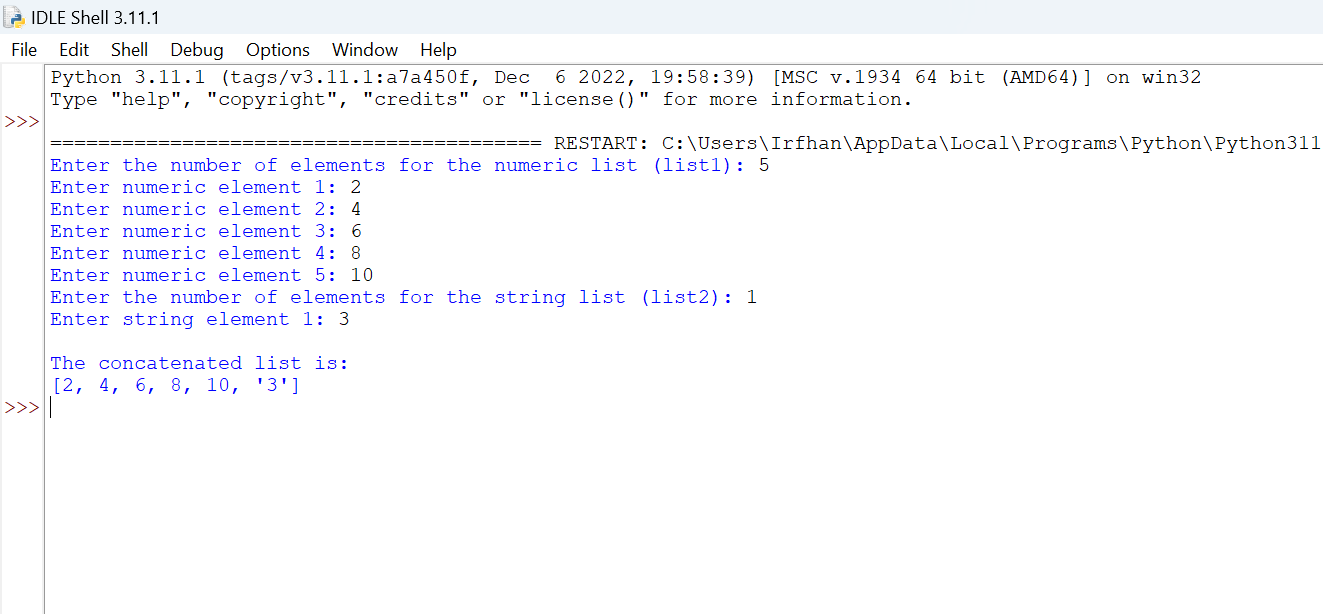 IDLE Shell 3.11.1
File Edit Shell Debug Options Window Help
Python 3.11.1 (tags/v3.11.1:a7a450f, Dec  6 2022, 19:58:39) [MSC v.1934 64 bit (AMD64)] on win32
Type "help", "copyright", "credits" or "license()" for more information.
>>>
========================================= RESTART: C:\Users\Irfhan\AppData\Local\Programs\Python\Python311
Enter the number of elements for the numeric list (list1): 5
Enter numeric element 1: 2
Enter numeric element 2: 4
Enter numeric element 3: 6
Enter numeric element 4: 8
Enter numeric element 5: 10
Enter the number of elements for the string list (list2): 1
Enter string element 1: 3
The concatenated list is:
[2, 4, 6, 8, 10, '3']
>>>